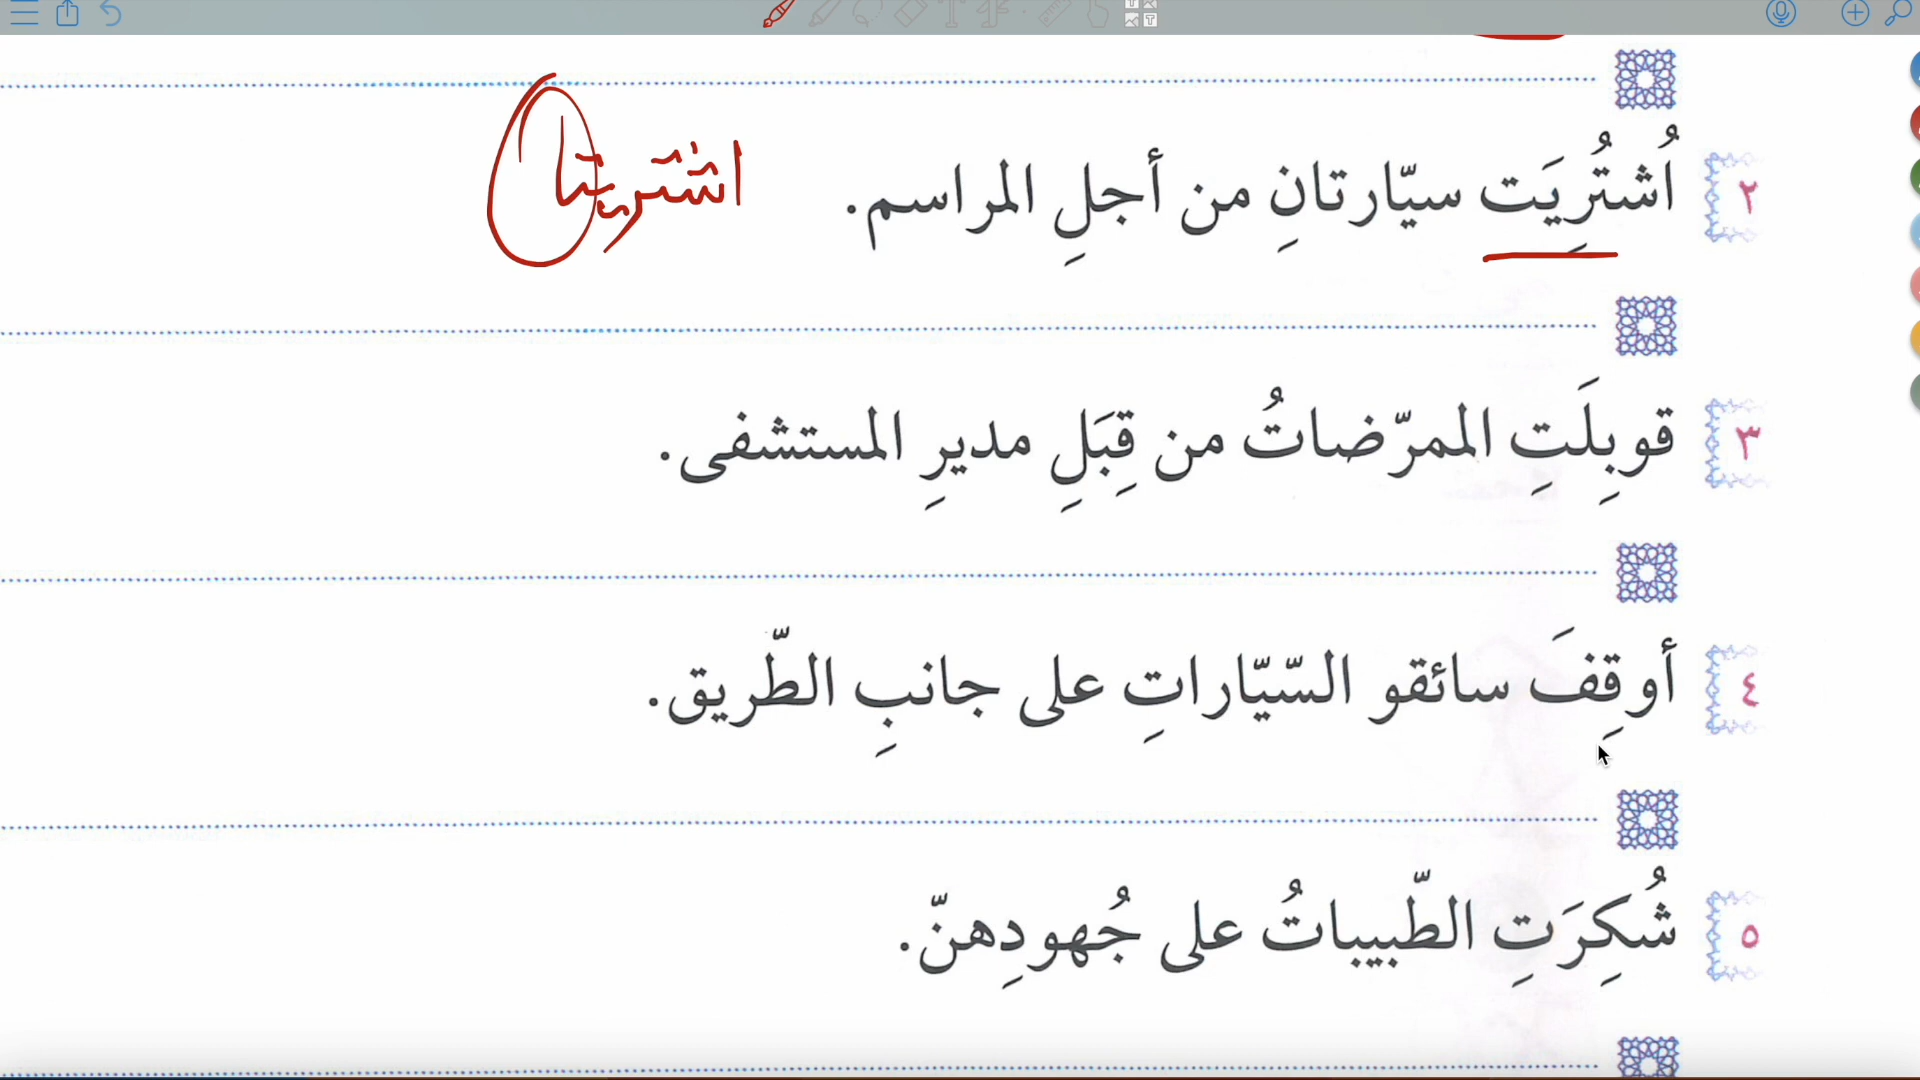 ٢ اُشتُرِيَت سيّارتانِ من أجلِ المراسم. اشتريتا
٣ قوبِلَتِ الممرّضاتُ من قِبَلِ مديرِ المستشفى.
٤ أوقِفَ سائقو السّيّاراتِ على جانبِ الطّريق.
٥ شُكِرَتِ الطّبيباتُ على جُهودِهنّ.